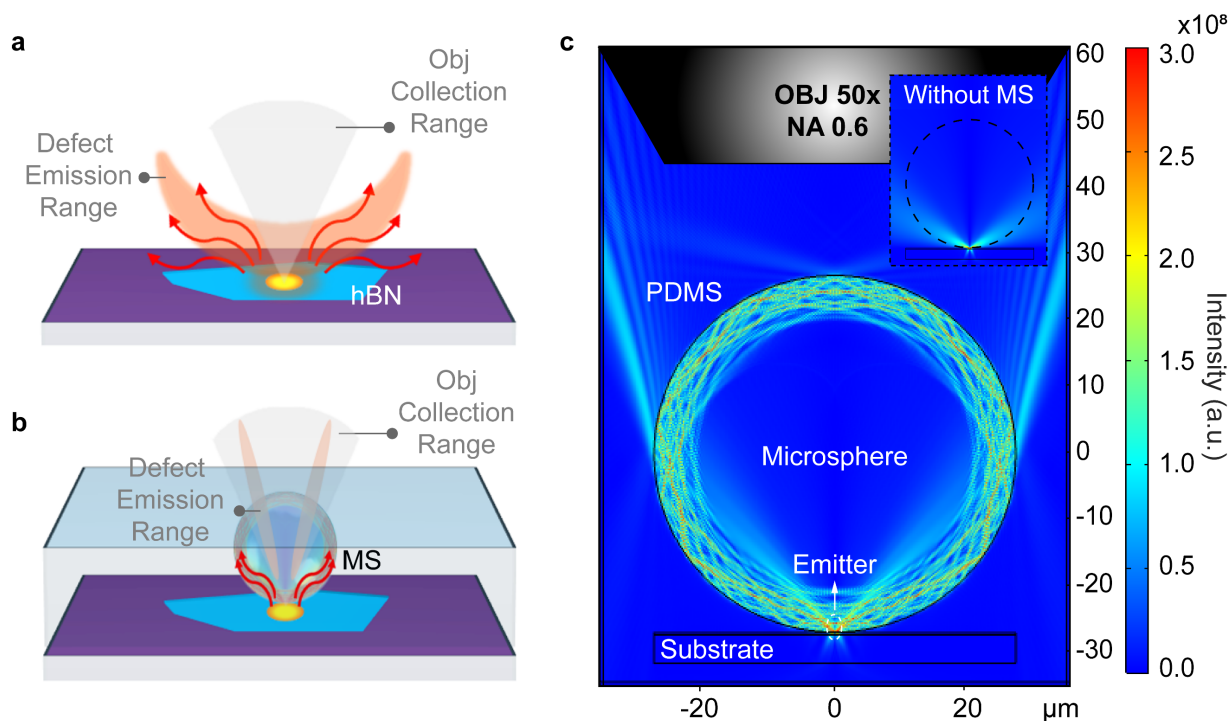 a
Obj
Collection
Range
Defect
Emission
Range
hBN
b
Obj
Collection
Range
Defect
Emission
Range
MS
c
OBJ 50x
NA 0.6
Without MS
PDMS
Microsphere
Emitter
Substrate
60
50
40
30
20
10
0
-10
-20
-30
-20
0
20
µm
x10⁸
3.0
2.5
2.0
1.5
1.0
0.5
0.0
Intensity (a.u.)